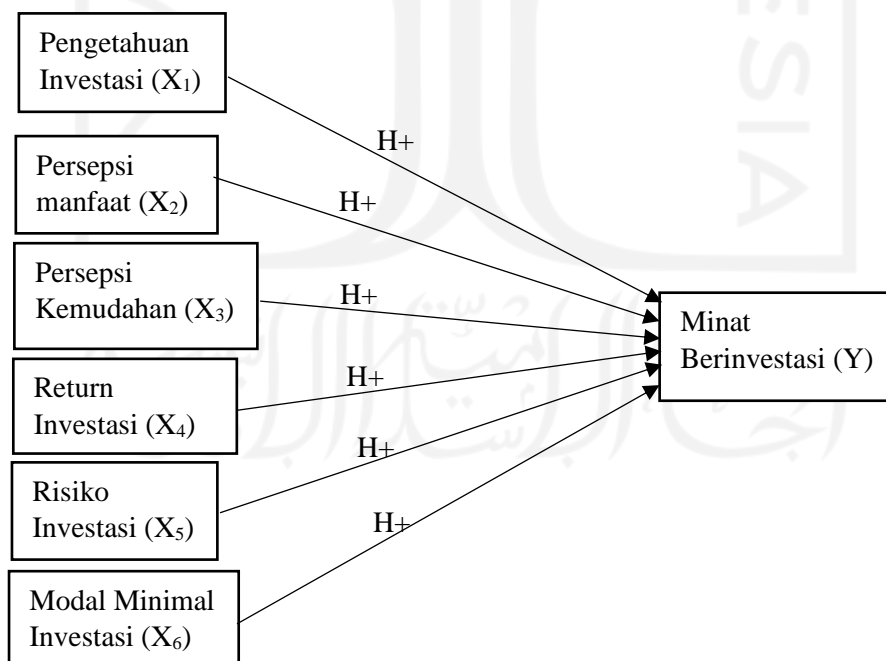 Pengetahuan
Investasi (X₁)
H+
Persepsi
manfaat (X₂)
H+
Persepsi
Kemudahan (X₃)
H+
Minat
Berinvestasi (Y)
Return
Investasi (X₄)
H+
Risiko
Investasi (X₅)
H+
Modal Minimal
Investasi (X₆)
H+
ESIA